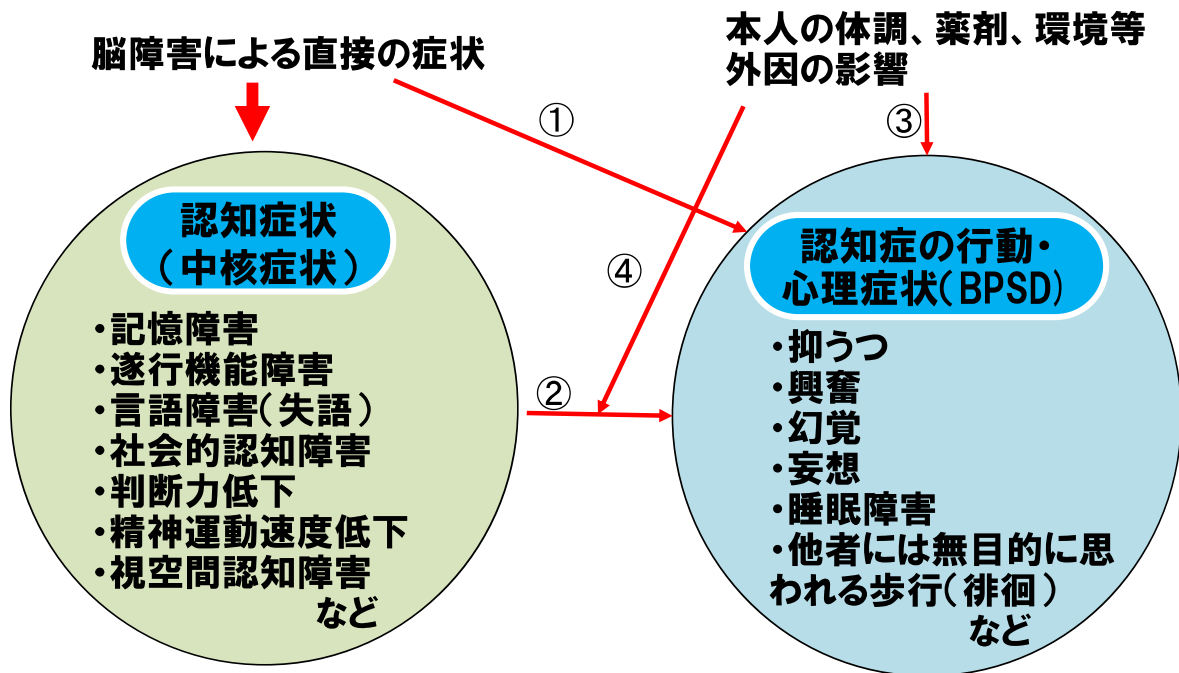 脳障害による直接の症状
本人の体調、薬剤、環境等
外因の影響
①
③
認知症状
(中核症状)
・記憶障害
・遂行機能障害
・言語障害(失語)
・社会的認知障害
・判断力低下
・精神運動速度低下
・視空間認知障害
など
④
②
認知症の行動・
心理症状(BPSD)
・抑うつ
・興奮
・幻覚
・妄想
・睡眠障害
・他者には無目的に思
われる歩行(徘徊)
など